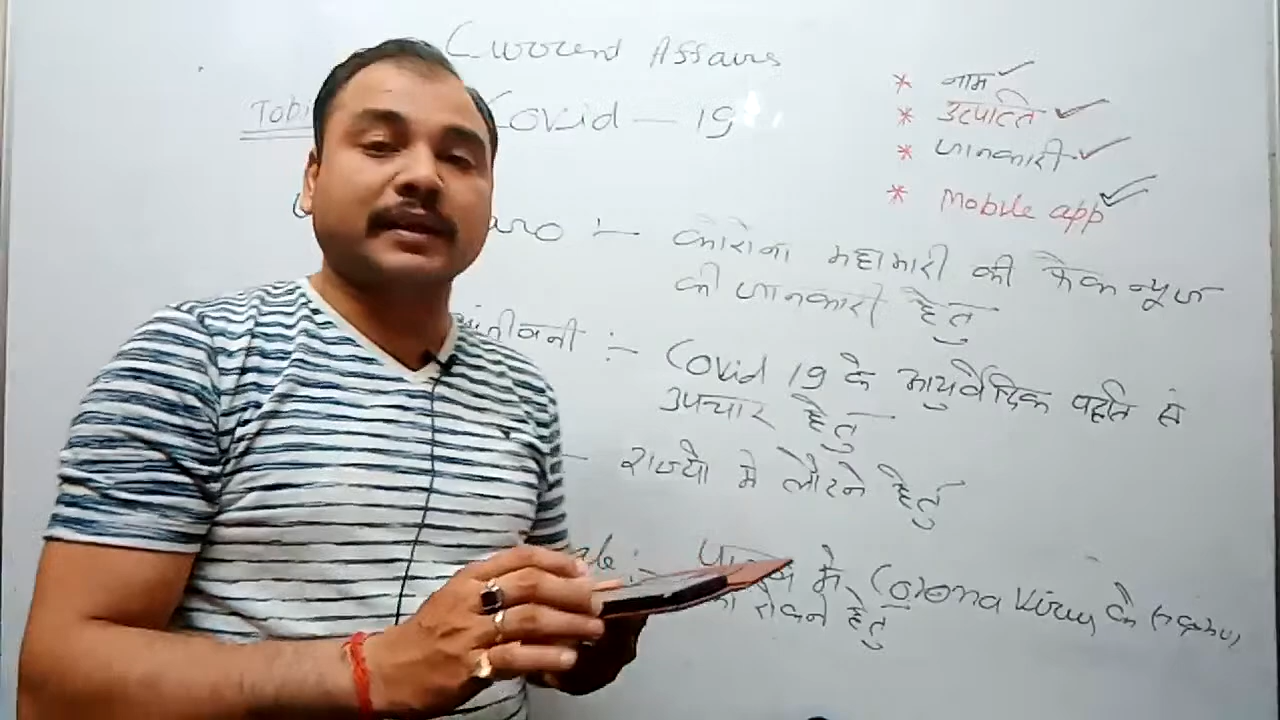 Current Affairs
Covid - 19
* नाम ✓
* उत्पत्ति ✓
* जानकारी ✓
* Mobile app ✓
:- कोरोना महामारी की फेक न्यूज
की जानकारी हेतु
:- Covid 19 के आयुर्वेदिक पद्धति से
उपचार हेतु
- राज्यो मे लौटने हेतु
मे Corona Virus के
रोकने हेतु